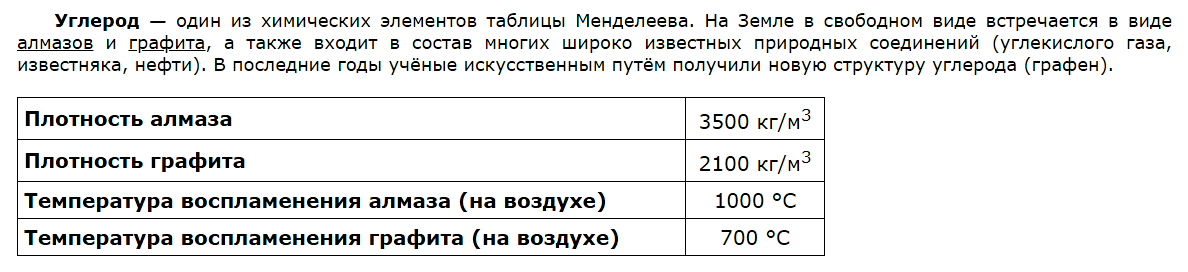 Углерод — один из химических элементов таблицы Менделеева. На Земле в свободном виде встречается в виде
алмазов и графита, а также входит в состав многих широко известных природных соединений (углекислого газа,
известняка, нефти). В последние годы учёные искусственным путём получили новую структуру углерода (графен).
Плотность алмаза 3500 кг/м³
Плотность графита 2100 кг/м³
Температура воспламенения алмаза (на воздухе) 1000 °C
Температура воспламенения графита (на воздухе) 700 °C